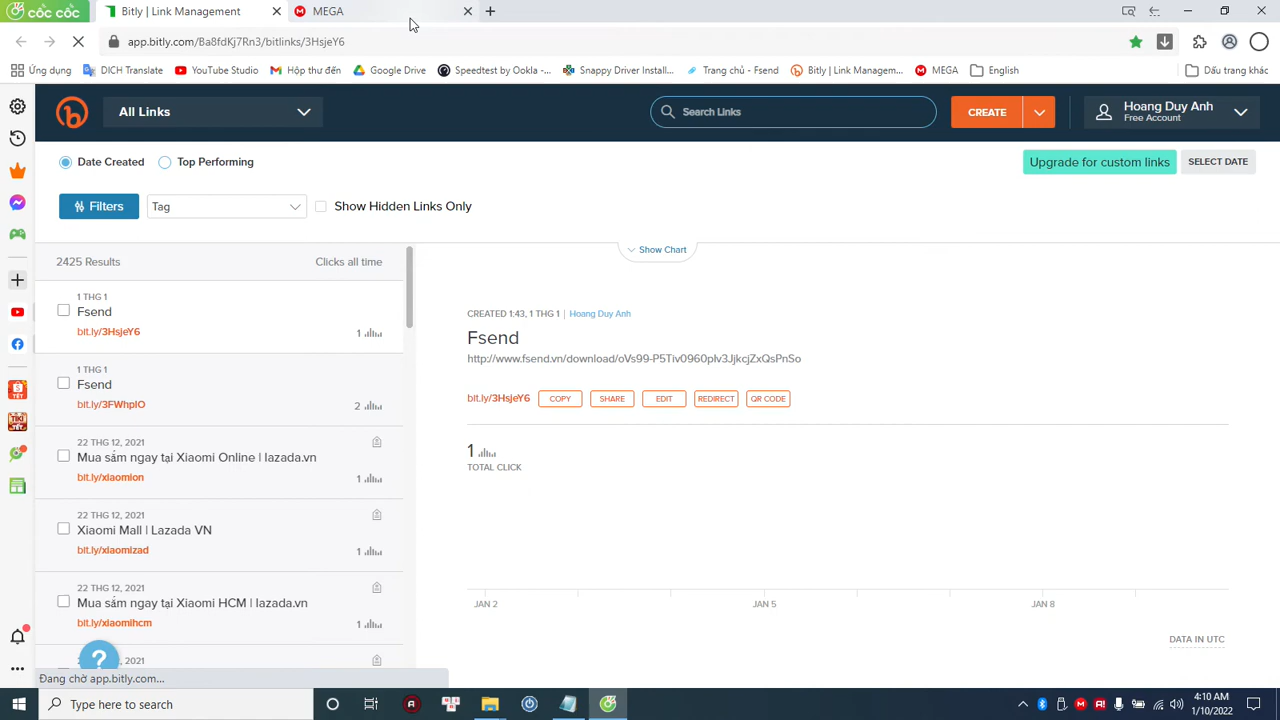 cốc cốc
Bitly | Link Management
MEGA
app.bitly.com/Ba8fdKj7Rn3/bitlinks/3HsjeY6
Ứng dụng
DICH Translate
YouTube Studio
Hộp thư đến
Google Drive
Speedtest by Ookla -...
Snappy Driver Install...
Trang chủ - Fsend
Bitly | Link Managem...
MEGA
English
Dấu trang khác
All Links
Search Links
CREATE
Hoang Duy Anh
Free Account
Date Created
Top Performing
Upgrade for custom links
SELECT DATE
Filters
Tag
Show Hidden Links Only
2425 Results
Clicks all time
Show Chart
1 THG 1
Fsend
bit.ly/3HsjeY6
1
1 THG 1
Fsend
bit.ly/3FWhpIO
2
22 THG 12, 2021
Mua sắm ngay tại Xiaomi Online | lazada.vn
bit.ly/xiaomion
1
22 THG 12, 2021
Xiaomi Mall | Lazada VN
bit.ly/xiaomizad
1
22 THG 12, 2021
Mua sắm ngay tại Xiaomi HCM | lazada.vn
bit.ly/xiaomihcm
1
CREATED 1:43, 1 THG 1 | Hoang Duy Anh
Fsend
http://www.fsend.vn/download/oVs99-P5Tiv0960pIv3JjkcjZxQsPnSo
bit.ly/3HsjeY6
COPY
SHARE
EDIT
REDIRECT
QR CODE
1
TOTAL CLICK
JAN 2
JAN 5
JAN 8
DATA IN UTC
?
Đang chờ app.bitly.com...
Type here to search
4:10 AM
1/10/2022